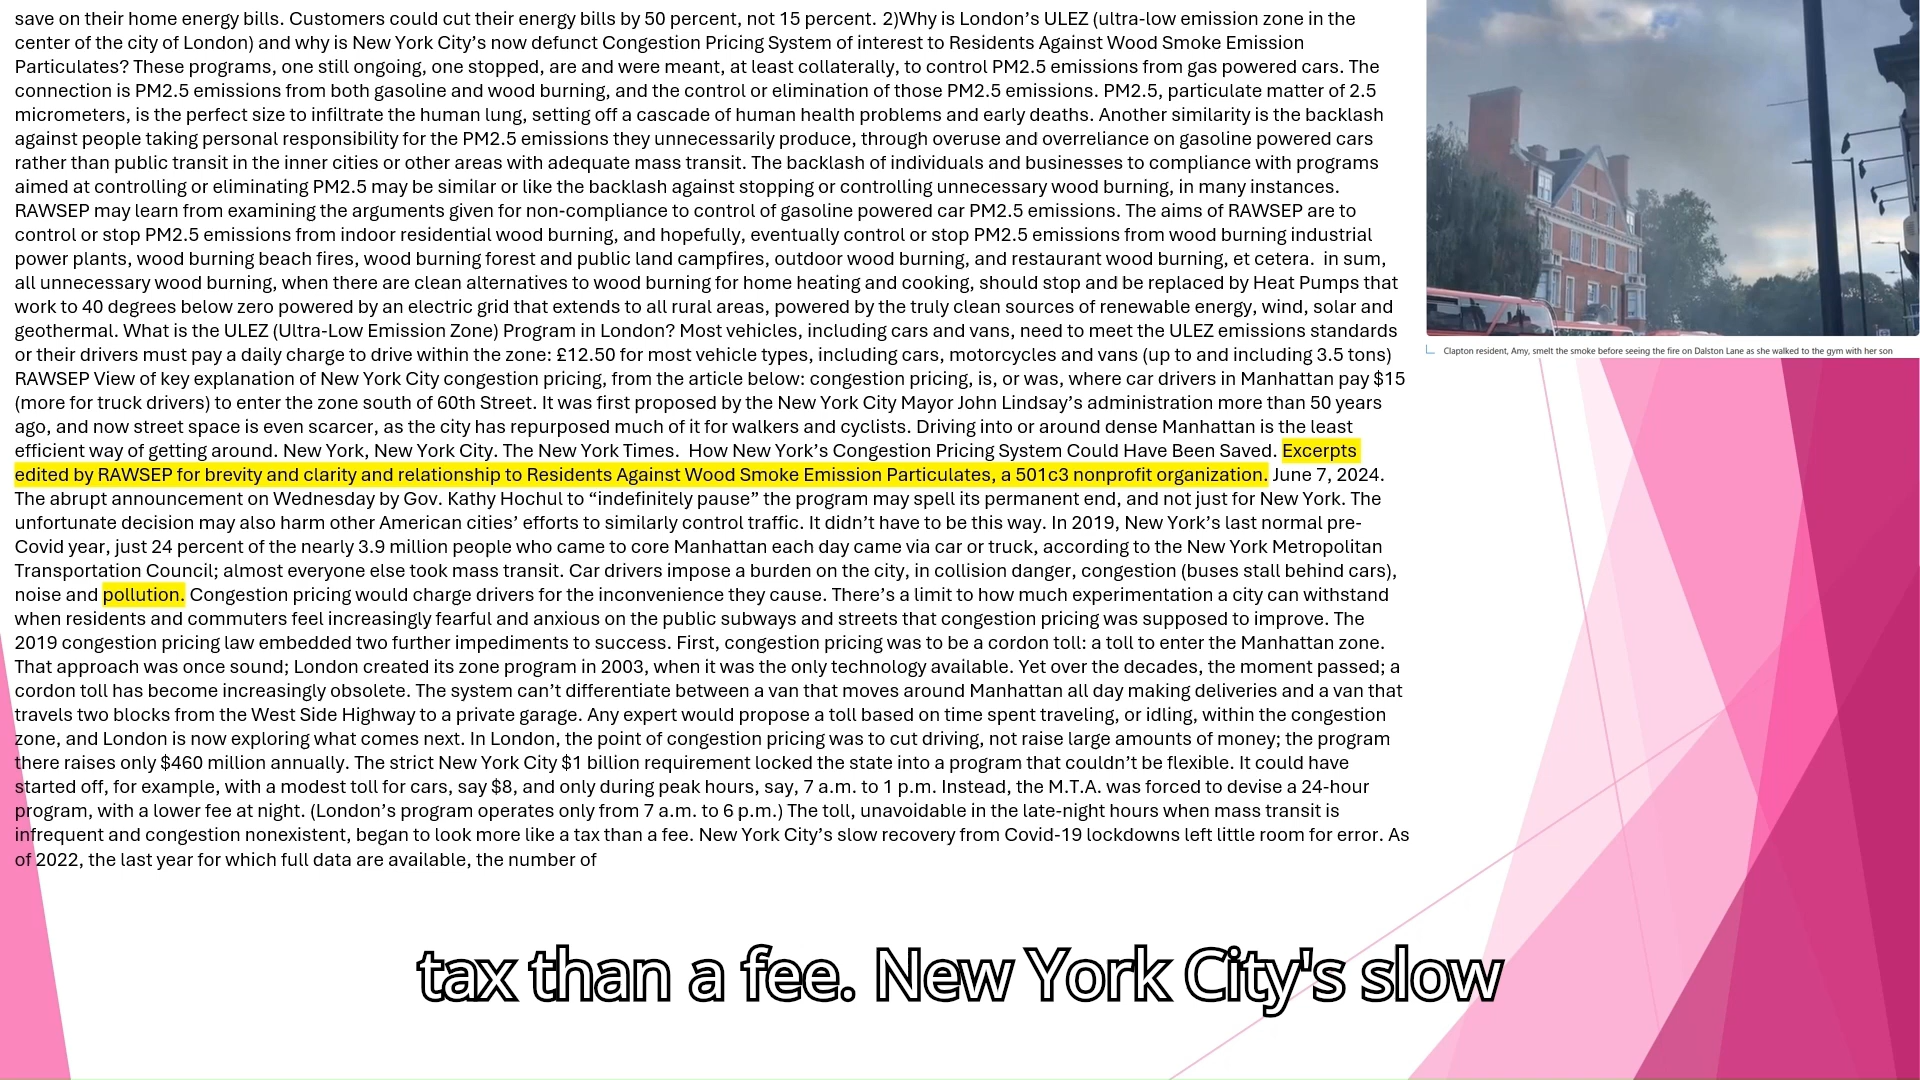 save on their home energy bills. Customers could cut their energy bills by 50 percent, not 15 percent. 2)Why is London’s ULEZ (ultra-low emission zone in the
center of the city of London) and why is New York City’s now defunct Congestion Pricing System of interest to Residents Against Wood Smoke Emission
Particulates? These programs, one still ongoing, one stopped, are and were meant, at least collaterally, to control PM2.5 emissions from gas powered cars. The
connection is PM2.5 emissions from both gasoline and wood burning, and the control or elimination of those PM2.5 emissions. PM2.5, particulate matter of 2.5
micrometers, is the perfect size to infiltrate the human lung, setting off a cascade of human health problems and early deaths. Another similarity is the backlash
against people taking personal responsibility for the PM2.5 emissions they unnecessarily produce, through overuse and overreliance on gasoline powered cars
rather than public transit in the inner cities or other areas with adequate mass transit. The backlash of individuals and businesses to compliance with programs
aimed at controlling or eliminating PM2.5 may be similar or like the backlash against stopping or controlling unnecessary wood burning, in many instances.
RAWSEP may learn from examining the arguments given for non-compliance to control of gasoline powered car PM2.5 emissions. The aims of RAWSEP are to
control or stop PM2.5 emissions from indoor residential wood burning, and hopefully, eventually control or stop PM2.5 emissions from wood burning industrial
power plants, wood burning beach fires, wood burning forest and public land campfires, outdoor wood burning, and restaurant wood burning, et cetera.  in sum,
all unnecessary wood burning, when there are clean alternatives to wood burning for home heating and cooking, should stop and be replaced by Heat Pumps that
work to 40 degrees below zero powered by an electric grid that extends to all rural areas, powered by the truly clean sources of renewable energy, wind, solar and
geothermal. What is the ULEZ (Ultra-Low Emission Zone) Program in London? Most vehicles, including cars and vans, need to meet the ULEZ emissions standards
or their drivers must pay a daily charge to drive within the zone: £12.50 for most vehicle types, including cars, motorcycles and vans (up to and including 3.5 tons)
RAWSEP View of key explanation of New York City congestion pricing, from the article below: congestion pricing, is, or was, where car drivers in Manhattan pay $15
(more for truck drivers) to enter the zone south of 60th Street. It was first proposed by the New York City Mayor John Lindsay’s administration more than 50 years
ago, and now street space is even scarcer, as the city has repurposed much of it for walkers and cyclists. Driving into or around dense Manhattan is the least
efficient way of getting around. New York, New York City. The New York Times.  How New York’s Congestion Pricing System Could Have Been Saved. Excerpts
edited by RAWSEP for brevity and clarity and relationship to Residents Against Wood Smoke Emission Particulates, a 501c3 nonprofit organization. June 7, 2024.
The abrupt announcement on Wednesday by Gov. Kathy Hochul to “indefinitely pause” the program may spell its permanent end, and not just for New York. The
unfortunate decision may also harm other American cities’ efforts to similarly control traffic. It didn’t have to be this way. In 2019, New York’s last normal pre-
Covid year, just 24 percent of the nearly 3.9 million people who came to core Manhattan each day came via car or truck, according to the New York Metropolitan
Transportation Council; almost everyone else took mass transit. Car drivers impose a burden on the city, in collision danger, congestion (buses stall behind cars),
noise and pollution. Congestion pricing would charge drivers for the inconvenience they cause. There’s a limit to how much experimentation a city can withstand
when residents and commuters feel increasingly fearful and anxious on the public subways and streets that congestion pricing was supposed to improve. The
2019 congestion pricing law embedded two further impediments to success. First, congestion pricing was to be a cordon toll: a toll to enter the Manhattan zone.
That approach was once sound; London created its zone program in 2003, when it was the only technology available. Yet over the decades, the moment passed; a
cordon toll has become increasingly obsolete. The system can’t differentiate between a van that moves around Manhattan all day making deliveries and a van that
travels two blocks from the West Side Highway to a private garage. Any expert would propose a toll based on time spent traveling, or idling, within the congestion
zone, and London is now exploring what comes next. In London, the point of congestion pricing was to cut driving, not raise large amounts of money; the program
there raises only $460 million annually. The strict New York City $1 billion requirement locked the state into a program that couldn’t be flexible. It could have
started off, for example, with a modest toll for cars, say $8, and only during peak hours, say, 7 a.m. to 1 p.m. Instead, the M.T.A. was forced to devise a 24-hour
program, with a lower fee at night. (London’s program operates only from 7 a.m. to 6 p.m.) The toll, unavoidable in the late-night hours when mass transit is
infrequent and congestion nonexistent, began to look more like a tax than a fee. New York City’s slow recovery from Covid-19 lockdowns left little room for error. As
of 2022, the last year for which full data are available, the number of
Clapton resident, Amy, smelt the smoke before seeing the fire on Dalston Lane as she walked to the gym with her son
tax than a fee. New York City's slow